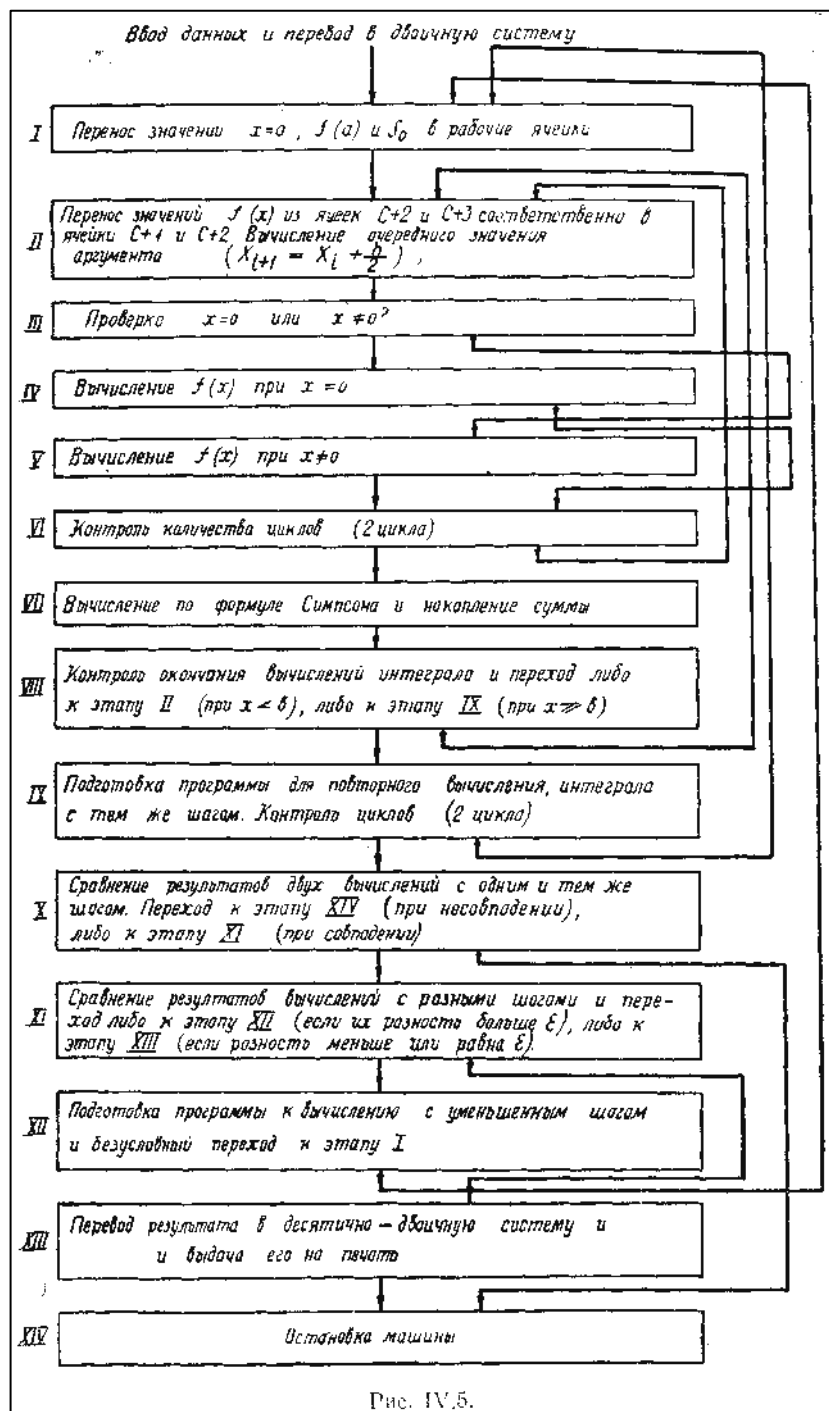 Ввод данных и перевод в двоичную систему
I
Перенос значении x=a, f(a) и S₀ в рабочие ячейки
II
Перенос значений f(x) из ячеек C+2 и C+3 соответственно в
ячейки C+1 и C+2. Вычисление очередного значения
аргумента (X_{i+1} = X_i + h/2),
III
Проверка x=0 или x≠0?
IV
Вычисление f(x) при x=0
V
Вычисление f(x) при x≠0
VI
Контроль количества циклов (2 цикла)
VII
Вычисление по формуле Симпсона и накопление суммы
VIII
Контроль окончания вычислений интеграла и переход либо
к этапу II (при x < b), либо к этапу IX (при x ⩾ b)
IX
Подготовка программы для повторного вычисления, интеграла
с тем же шагом. Контроль циклов (2 цикла)
X
Сравнение результатов двух вычислений с одним и тем же
шагом. Переход к этапу XIV (при несовпадении),
либо к этапу XI (при совпадении)
XI
Сравнение резултатов вычислений с разными шагами и пере-
ход либо к этапу XII (если их разность больше ε), либо к
этапу XIII (если разность меньше или равна ε)
XII
Подготовка программы к вычислению с уменьшенным шагом
и безусловный переход к этапу I
XIII
Перевод результата в десятично-двоичную систему и
и выдача его на печать
XIV
Остановка машины
Рис. IV.5.